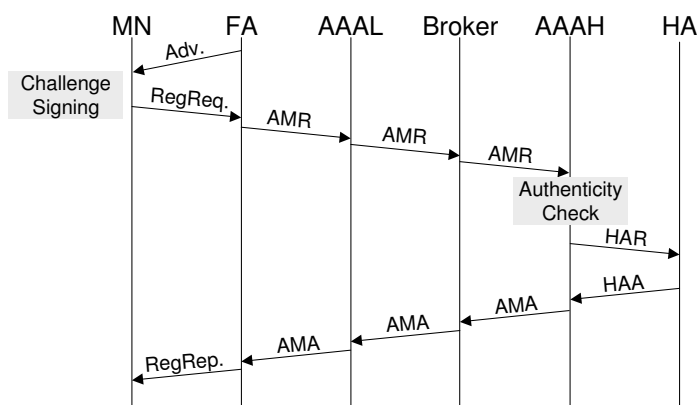 MN FA AAAL Broker AAAH HA
Adv.
Challenge
Signing
RegReq.
AMR
AMR
AMR
Authenticity
Check
HAR
HAA
AMA
AMA
AMA
RegRep.